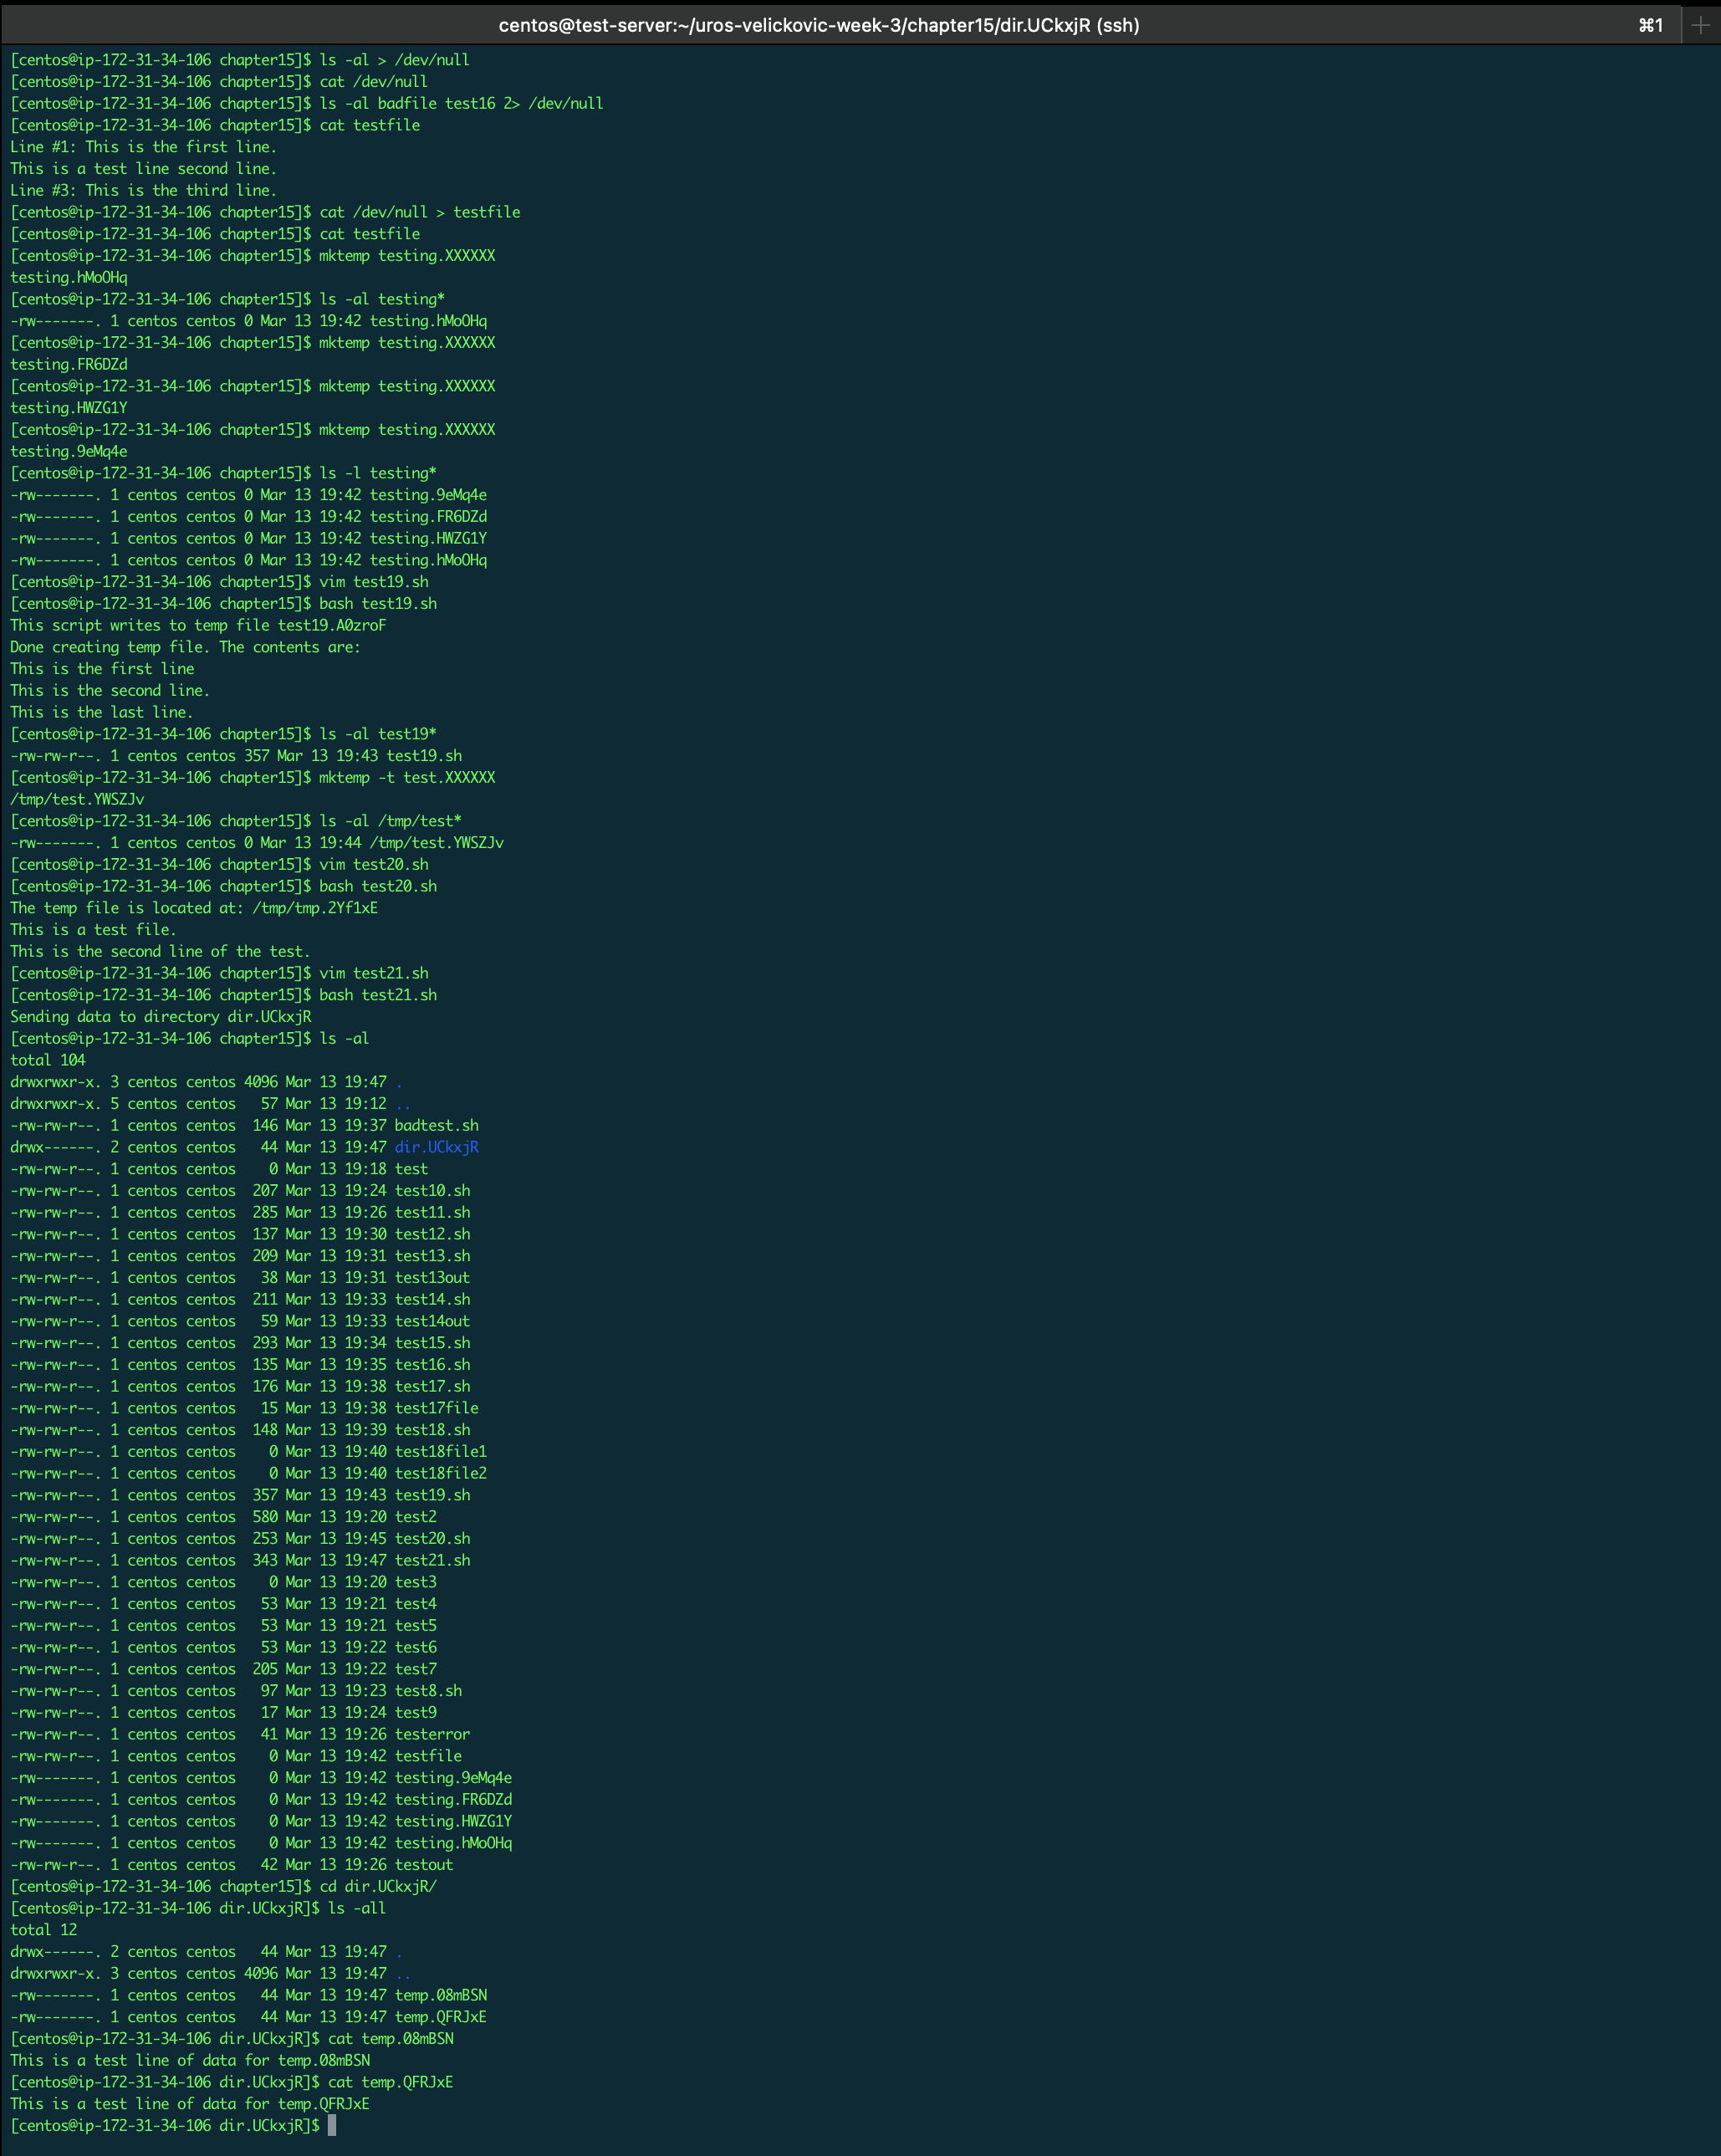 centos@test-server:~/uros-velickovic-week-3/chapter15/dir.UCkxjR (ssh) ⌘1
[centos@ip-172-31-34-106 chapter15]$ ls -al > /dev/null
[centos@ip-172-31-34-106 chapter15]$ cat /dev/null
[centos@ip-172-31-34-106 chapter15]$ ls -al badfile test16 2> /dev/null
[centos@ip-172-31-34-106 chapter15]$ cat testfile
Line #1: This is the first line.
This is a test line second line.
Line #3: This is the third line.
[centos@ip-172-31-34-106 chapter15]$ cat /dev/null > testfile
[centos@ip-172-31-34-106 chapter15]$ cat testfile
[centos@ip-172-31-34-106 chapter15]$ mktemp testing.XXXXXX
testing.hMoOHq
[centos@ip-172-31-34-106 chapter15]$ ls -al testing*
-rw-------. 1 centos centos 0 Mar 13 19:42 testing.hMoOHq
[centos@ip-172-31-34-106 chapter15]$ mktemp testing.XXXXXX
testing.FR6DZd
[centos@ip-172-31-34-106 chapter15]$ mktemp testing.XXXXXX
testing.HWZG1Y
[centos@ip-172-31-34-106 chapter15]$ mktemp testing.XXXXXX
testing.9eMq4e
[centos@ip-172-31-34-106 chapter15]$ ls -l testing*
-rw-------. 1 centos centos 0 Mar 13 19:42 testing.9eMq4e
-rw-------. 1 centos centos 0 Mar 13 19:42 testing.FR6DZd
-rw-------. 1 centos centos 0 Mar 13 19:42 testing.HWZG1Y
-rw-------. 1 centos centos 0 Mar 13 19:42 testing.hMoOHq
[centos@ip-172-31-34-106 chapter15]$ vim test19.sh
[centos@ip-172-31-34-106 chapter15]$ bash test19.sh
This script writes to temp file test19.A0zroF
Done creating temp file. The contents are:
This is the first line
This is the second line.
This is the last line.
[centos@ip-172-31-34-106 chapter15]$ ls -al test19*
-rw-rw-r--. 1 centos centos 357 Mar 13 19:43 test19.sh
[centos@ip-172-31-34-106 chapter15]$ mktemp -t test.XXXXXX
/tmp/test.YWSZJv
[centos@ip-172-31-34-106 chapter15]$ ls -al /tmp/test*
-rw-------. 1 centos centos 0 Mar 13 19:44 /tmp/test.YWSZJv
[centos@ip-172-31-34-106 chapter15]$ vim test20.sh
[centos@ip-172-31-34-106 chapter15]$ bash test20.sh
The temp file is located at: /tmp/tmp.2Yf1xE
This is a test file.
This is the second line of the test.
[centos@ip-172-31-34-106 chapter15]$ vim test21.sh
[centos@ip-172-31-34-106 chapter15]$ bash test21.sh
Sending data to directory dir.UCkxjR
[centos@ip-172-31-34-106 chapter15]$ ls -al
total 104
drwxrwxr-x. 3 centos centos 4096 Mar 13 19:47 .
drwxrwxr-x. 5 centos centos   57 Mar 13 19:12 ..
-rw-rw-r--. 1 centos centos  146 Mar 13 19:37 badtest.sh
drwx------. 2 centos centos   44 Mar 13 19:47 dir.UCkxjR
-rw-rw-r--. 1 centos centos    0 Mar 13 19:18 test
-rw-rw-r--. 1 centos centos  207 Mar 13 19:24 test10.sh
-rw-rw-r--. 1 centos centos  285 Mar 13 19:26 test11.sh
-rw-rw-r--. 1 centos centos  137 Mar 13 19:30 test12.sh
-rw-rw-r--. 1 centos centos  209 Mar 13 19:31 test13.sh
-rw-rw-r--. 1 centos centos   38 Mar 13 19:31 test13out
-rw-rw-r--. 1 centos centos  211 Mar 13 19:33 test14.sh
-rw-rw-r--. 1 centos centos   59 Mar 13 19:33 test14out
-rw-rw-r--. 1 centos centos  293 Mar 13 19:34 test15.sh
-rw-rw-r--. 1 centos centos  135 Mar 13 19:35 test16.sh
-rw-rw-r--. 1 centos centos  176 Mar 13 19:38 test17.sh
-rw-rw-r--. 1 centos centos   15 Mar 13 19:38 test17file
-rw-rw-r--. 1 centos centos  148 Mar 13 19:39 test18.sh
-rw-rw-r--. 1 centos centos    0 Mar 13 19:40 test18file1
-rw-rw-r--. 1 centos centos    0 Mar 13 19:40 test18file2
-rw-rw-r--. 1 centos centos  357 Mar 13 19:43 test19.sh
-rw-rw-r--. 1 centos centos  580 Mar 13 19:20 test2
-rw-rw-r--. 1 centos centos  253 Mar 13 19:45 test20.sh
-rw-rw-r--. 1 centos centos  343 Mar 13 19:47 test21.sh
-rw-rw-r--. 1 centos centos    0 Mar 13 19:20 test3
-rw-rw-r--. 1 centos centos   53 Mar 13 19:21 test4
-rw-rw-r--. 1 centos centos   53 Mar 13 19:21 test5
-rw-rw-r--. 1 centos centos   53 Mar 13 19:22 test6
-rw-rw-r--. 1 centos centos  205 Mar 13 19:22 test7
-rw-rw-r--. 1 centos centos   97 Mar 13 19:23 test8.sh
-rw-rw-r--. 1 centos centos   17 Mar 13 19:24 test9
-rw-rw-r--. 1 centos centos   41 Mar 13 19:26 testerror
-rw-rw-r--. 1 centos centos    0 Mar 13 19:42 testfile
-rw-------. 1 centos centos    0 Mar 13 19:42 testing.9eMq4e
-rw-------. 1 centos centos    0 Mar 13 19:42 testing.FR6DZd
-rw-------. 1 centos centos    0 Mar 13 19:42 testing.HWZG1Y
-rw-------. 1 centos centos    0 Mar 13 19:42 testing.hMoOHq
-rw-rw-r--. 1 centos centos   42 Mar 13 19:26 testout
[centos@ip-172-31-34-106 chapter15]$ cd dir.UCkxjR/
[centos@ip-172-31-34-106 dir.UCkxjR]$ ls -all
total 12
drwx------. 2 centos centos   44 Mar 13 19:47 .
drwxrwxr-x. 3 centos centos 4096 Mar 13 19:47 ..
-rw-------. 1 centos centos   44 Mar 13 19:47 temp.08mBSN
-rw-------. 1 centos centos   44 Mar 13 19:47 temp.QFRJxE
[centos@ip-172-31-34-106 dir.UCkxjR]$ cat temp.08mBSN
This is a test line of data for temp.08mBSN
[centos@ip-172-31-34-106 dir.UCkxjR]$ cat temp.QFRJxE
This is a test line of data for temp.QFRJxE
[centos@ip-172-31-34-106 dir.UCkxjR]$